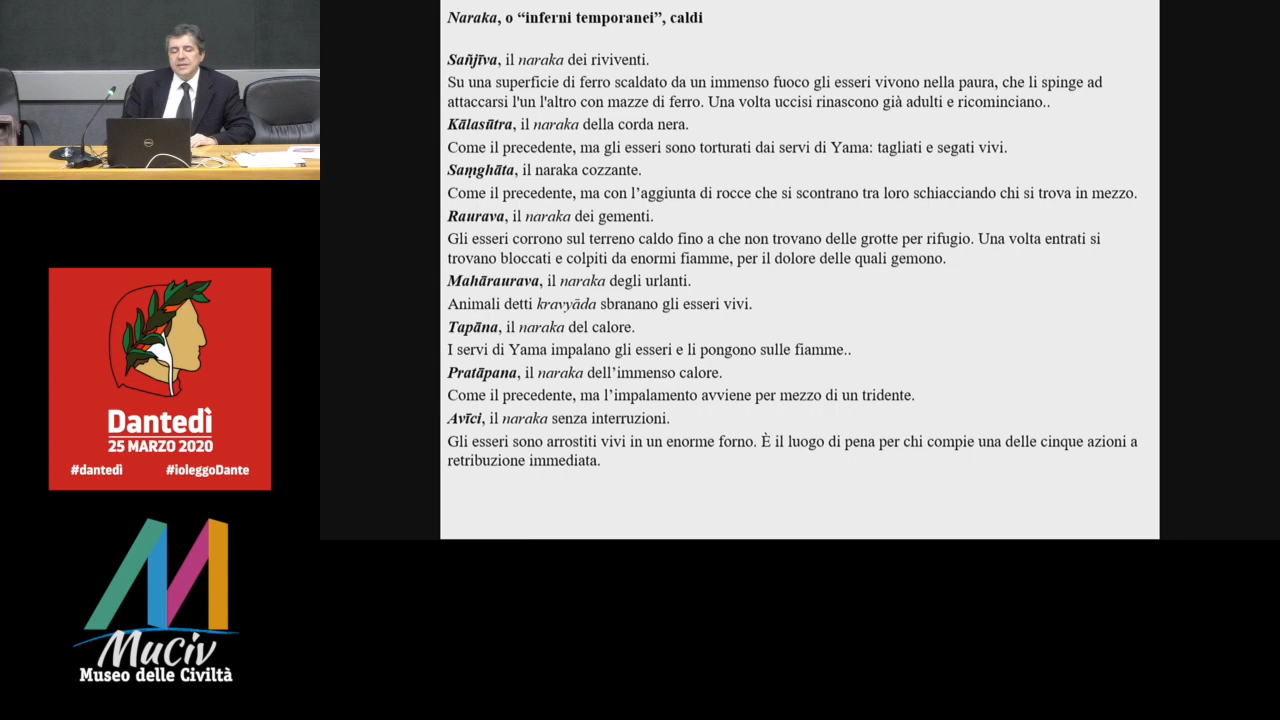 Naraka, o “inferni temporanei”, caldi
Sañjīva, il naraka dei riviventi.
Su una superficie di ferro scaldato da un immenso fuoco gli esseri vivono nella paura, che li spinge ad
attaccarsi l'un l'altro con mazze di ferro. Una volta uccisi rinascono già adulti e ricominciano..
Kālasūtra, il naraka della corda nera.
Come il precedente, ma gli esseri sono torturati dai servi di Yama: tagliati e segati vivi.
Saṃghāta, il naraka cozzante.
Come il precedente, ma con l’aggiunta di rocce che si scontrano tra loro schiacciando chi si trova in mezzo.
Raurava, il naraka dei gementi.
Gli esseri corrono sul terreno caldo fino a che non trovano delle grotte per rifugio. Una volta entrati si
trovano bloccati e colpiti da enormi fiamme, per il dolore delle quali gemono.
Mahāraurava, il naraka degli urlanti.
Animali detti kravyāda sbranano gli esseri vivi.
Tapāna, il naraka del calore.
I servi di Yama impalano gli esseri e li pongono sulle fiamme..
Pratāpana, il naraka dell’immenso calore.
Come il precedente, ma l’impalamento avviene per mezzo di un tridente.
Avīci, il naraka senza interruzioni.
Gli esseri sono arrostiti vivi in un enorme forno. È il luogo di pena per chi compie una delle cinque azioni a
retribuzione immediata.
DELL
Dantedì
25 MARZO 2020
#dantedì #ioleggoDante
MuCiv
Museo delle Civiltà